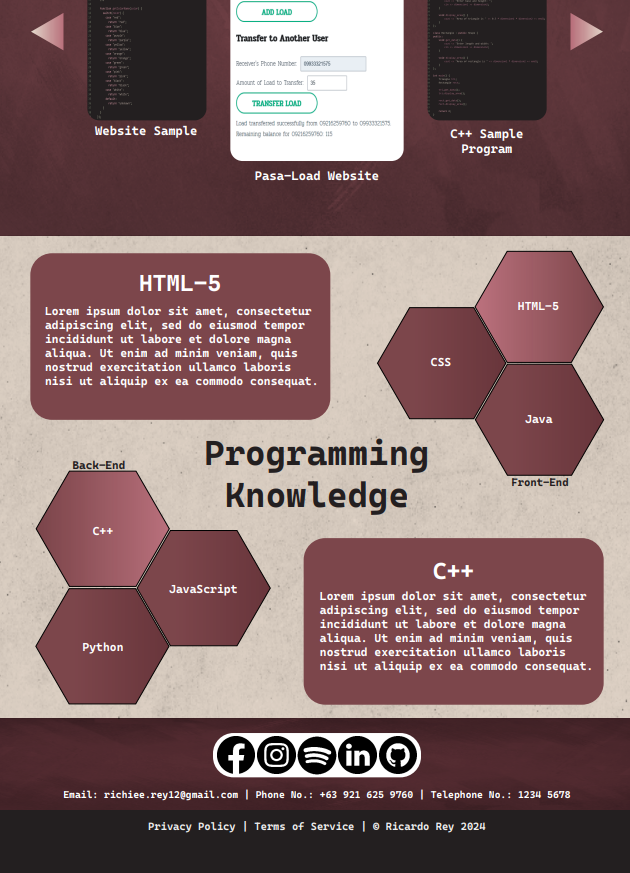 ADD LOAD
Transfer to Another User
Receiver's Phone Number: 09933321575
Amount of Load to Transfer: 35
TRANSFER LOAD
Load transferred successfully from 09216259760 to 09933321575.
Remaining balance for 09216259760: 115
Website Sample
C++ Sample
Program
Pasa-Load Website
HTML-5
Lorem ipsum dolor sit amet, consectetur
adipiscing elit, sed do eiusmod tempor
incididunt ut labore et dolore magna
aliqua. Ut enim ad minim veniam, quis
nostrud exercitation ullamco laboris
nisi ut aliquip ex ea commodo consequat.
HTML-5
CSS
Java
Front-End
Programming
Knowledge
Back-End
C++
JavaScript
Python
C++
Lorem ipsum dolor sit amet, consectetur
adipiscing elit, sed do eiusmod tempor
incididunt ut labore et dolore magna
aliqua. Ut enim ad minim veniam, quis
nostrud exercitation ullamco laboris
nisi ut aliquip ex ea commodo consequat.
Email: richiee.rey12@gmail.com | Phone No.: +63 921 625 9760 | Telephone No.: 1234 5678
Privacy Policy | Terms of Service | © Ricardo Rey 2024